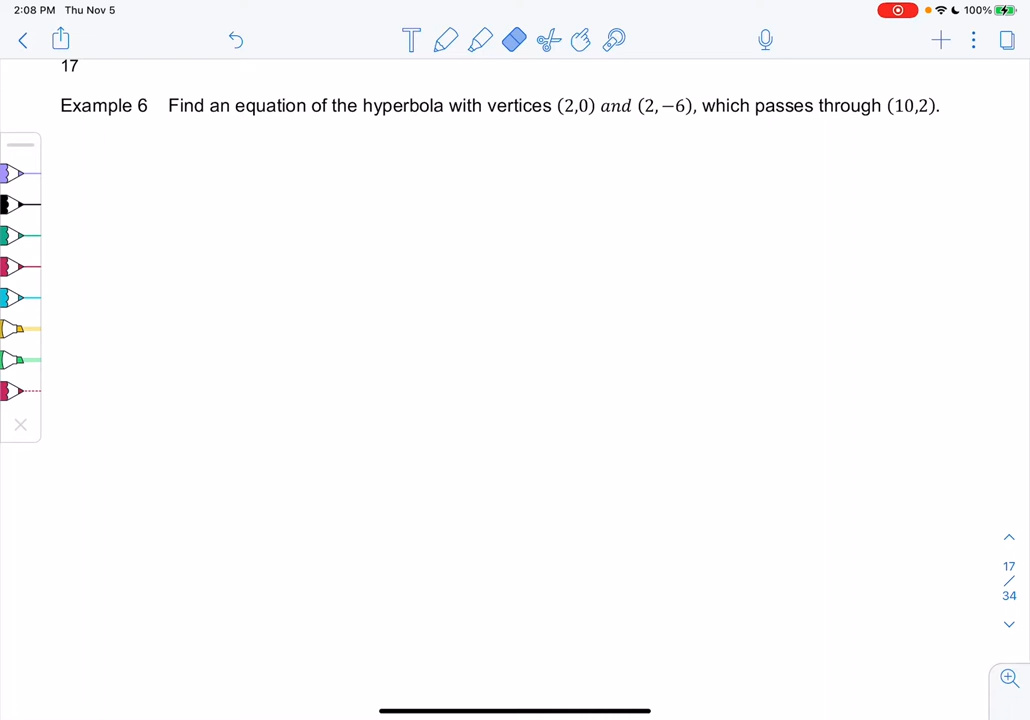 2:08 PM Thu Nov 5
100%
17
Example 6 Find an equation of the hyperbola with vertices (2,0) and (2,−6), which passes through (10,2).
17
/
34